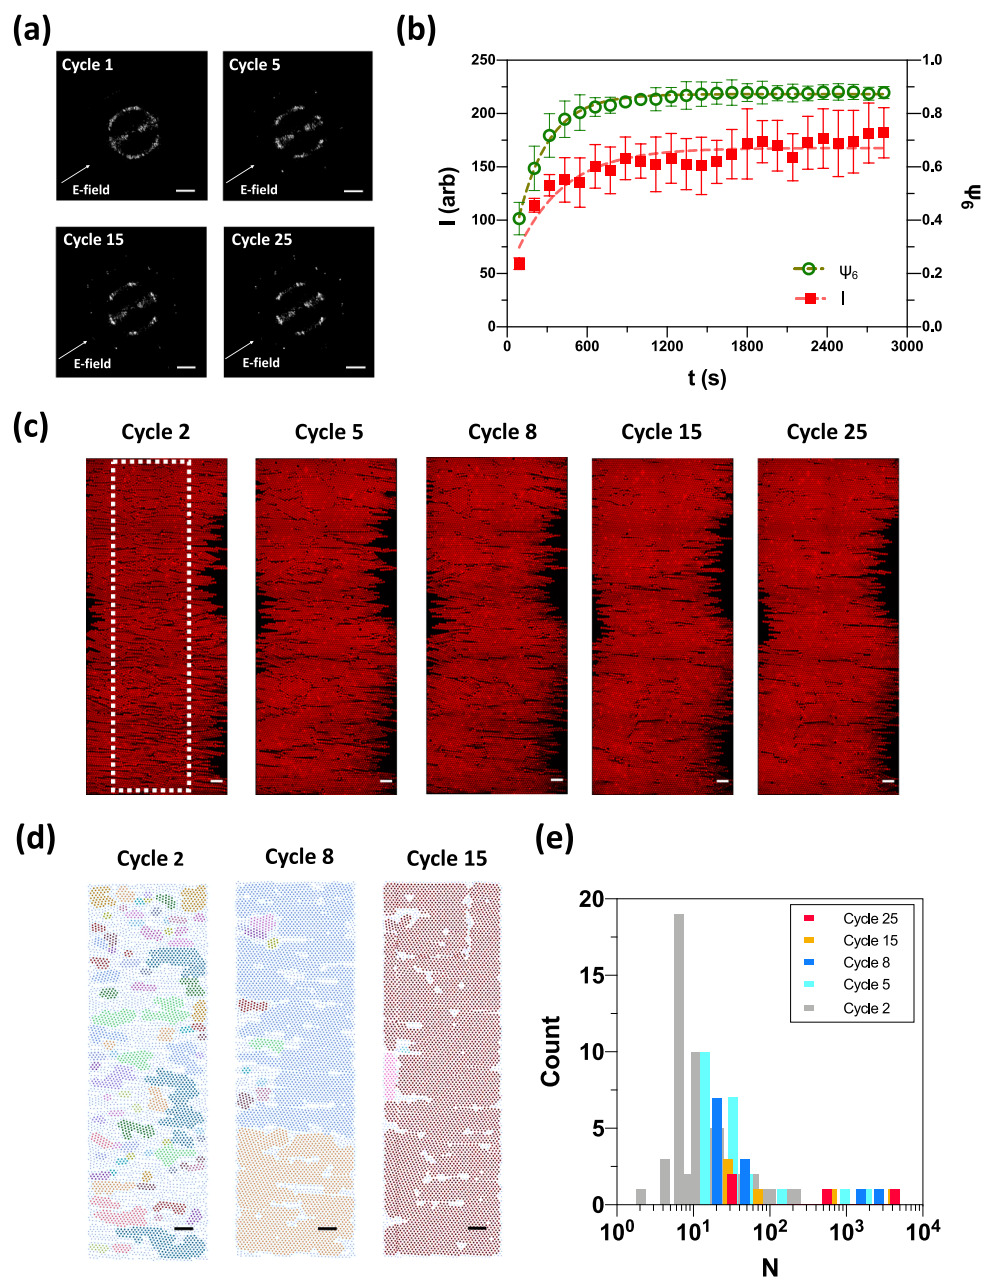 (a)
Cycle 1
E-field
Cycle 5
E-field
Cycle 15
E-field
Cycle 25
E-field
(b)
250
200
150
100
50
0
I (arb)
1.0
0.8
0.6
0.4
0.2
0.0
Ψ6
Ψ6
I
0
600
1200
1800
2400
3000
t (s)
(c)
Cycle 2
Cycle 5
Cycle 8
Cycle 15
Cycle 25
(d)
Cycle 2
Cycle 8
Cycle 15
(e)
20
15
10
5
0
Count
Cycle 25
Cycle 15
Cycle 8
Cycle 5
Cycle 2
10^0
10^1
10^2
10^3
10^4
N